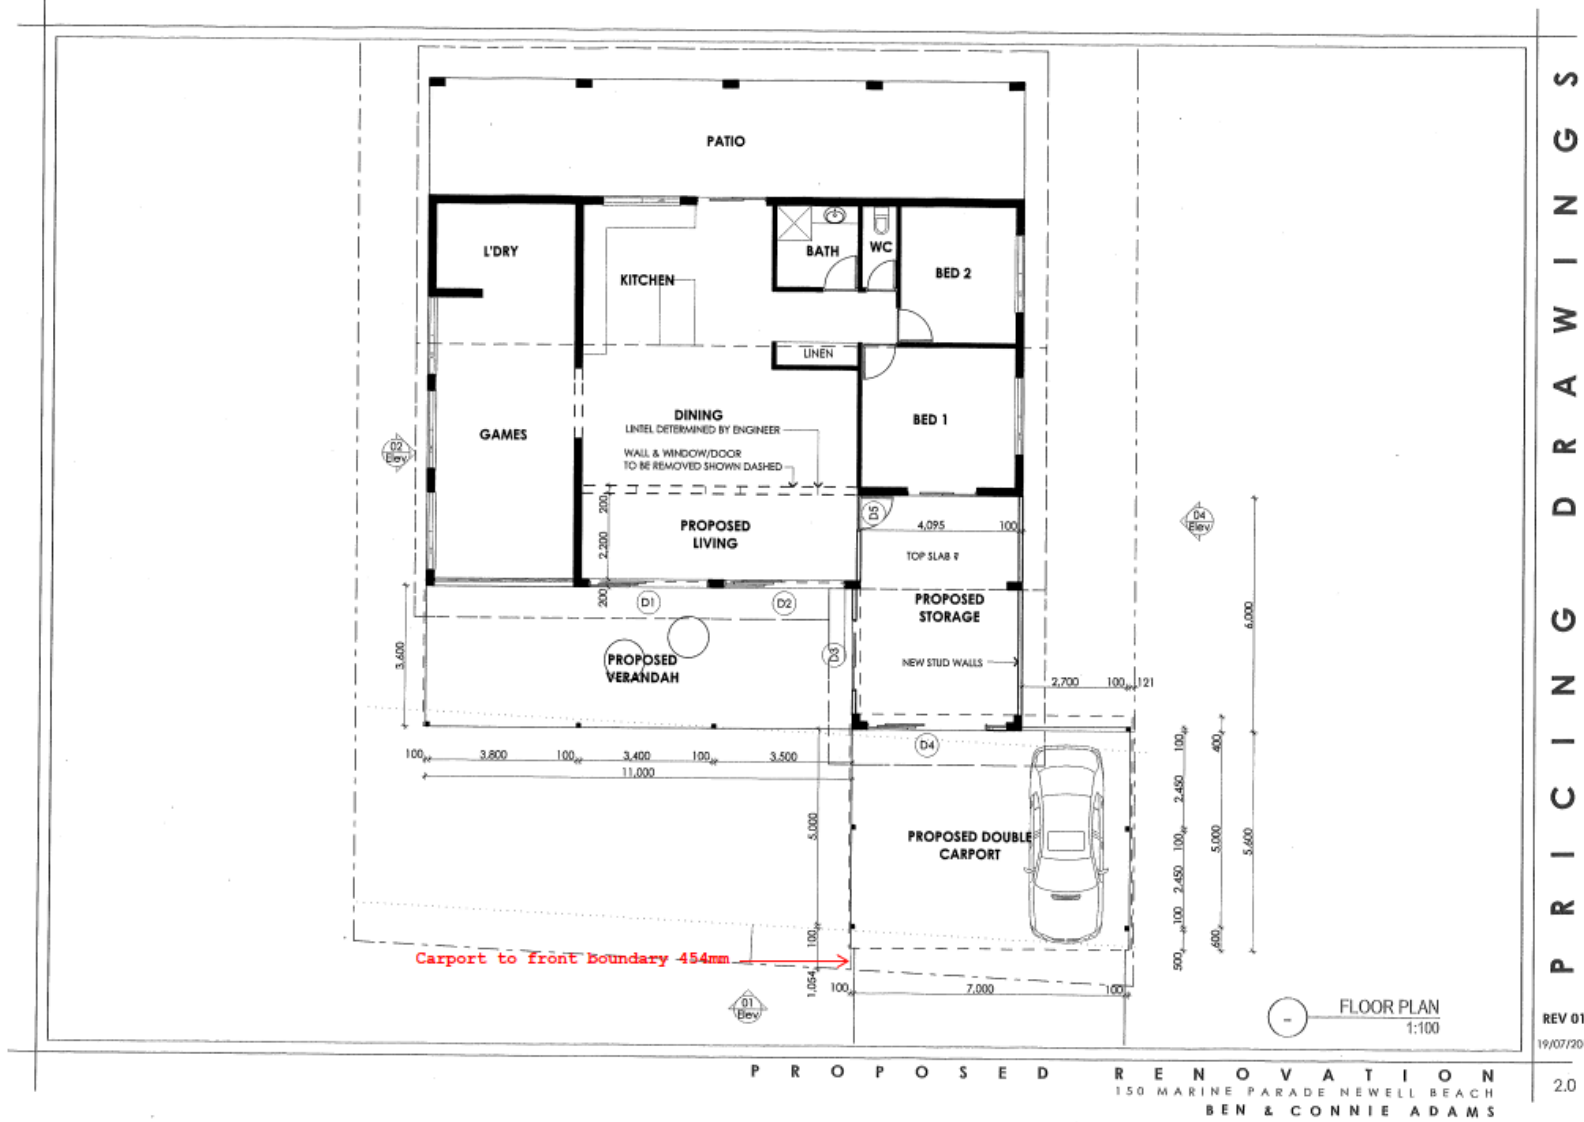 PATIO
L'DRY
KITCHEN
BATH
WC
BED 2
LINEN
GAMES
DINING
LINTEL DETERMINED BY ENGINEER
WALL & WINDOW/DOOR
TO BE REMOVED SHOWN DASHED
BED 1
02
Elev
04
Elev
200
2,200
200
PROPOSED
LIVING
D5
4,095
100
TOP SLAB ?
D1
D2
D3
PROPOSED
STORAGE
NEW STUD WALLS
3,600
PROPOSED
VERANDAH
6,000
2,700
100
121
D4
100
3,800
100
3,400
100
3,500
11,000
100
400
2,450
5,000
100
5,000
5,600
2,450
PROPOSED DOUBLE
CARPORT
100
100
600
500
Carport to front boundary 454mm
1,054
100
7,000
100
01
Elev
-
FLOOR PLAN
1:100
PRICING DRAWINGS
REV 01
19/07/20
2.0
PROPOSED RENOVATION
150 MARINE PARADE NEWELL BEACH
BEN & CONNIE ADAMS